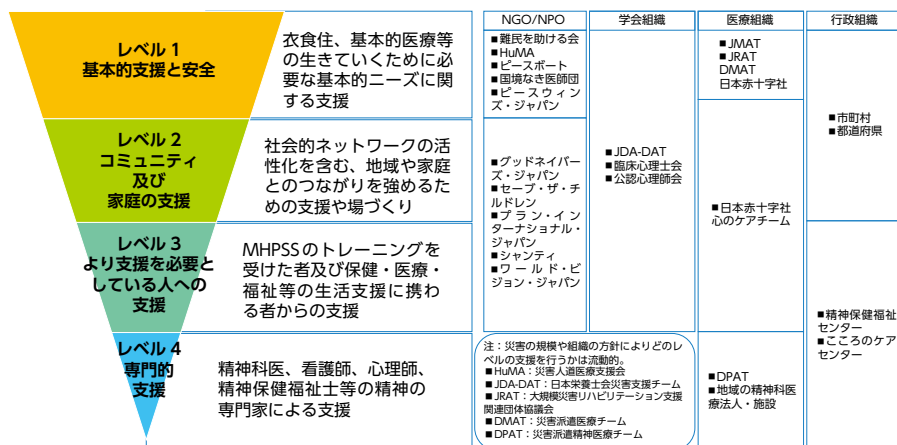 NGO/NPO
学会組織
医療組織
行政組織
レベル 1
基本的支援と安全
衣食住、基本的医療等
の生きていくために必
要な基本的ニーズに関
する支援
■難民を助ける会
■HuMA
■ピースボート
■国境なき医師団
■ピースウィン
ズ・ジャパン
■JMAT
■JRAT
DMAT
日本赤十字社
レベル 2
コミュニティ
及び
家庭の支援
社会的ネットワークの活
性化を含む、地域や家庭
とのつながりを強めるた
めの支援や場づくり
■グッドネイバー
ズ・ジャパン
■セーブ・ザ・チ
ルドレン
■プラン・イン
ターナショナル・
ジャパン
■シャンティ
■ワールド・ビ
ジョン・ジャパン
■JDA-DAT
■臨床心理士会
■公認心理師会
■日本赤十字社
心のケアチーム
■市町村
■都道府県
レベル 3
より支援を必要と
している人への
支援
MHPSSのトレーニングを
受けた者及び保健・医療・
福祉等の生活支援に携わ
る者からの支援
■精神保健福祉
センター
■こころのケア
センター
レベル 4
専門的
支援
精神科医、看護師、心理師、
精神保健福祉士等の精神の
専門家による支援
注：災害の規模や組織の方針によりどのレ
ベルの支援を行うかは流動的。
■HuMA：災害人道医療支援会
■JDA-DAT：日本栄養士会災害支援チーム
■JRAT：大規模災害リハビリテーション支援
関連団体協議会
■DMAT：災害派遣医療チーム
■DPAT：災害派遣精神医療チーム
■DPAT
■地域の精神科医
療法人・施設